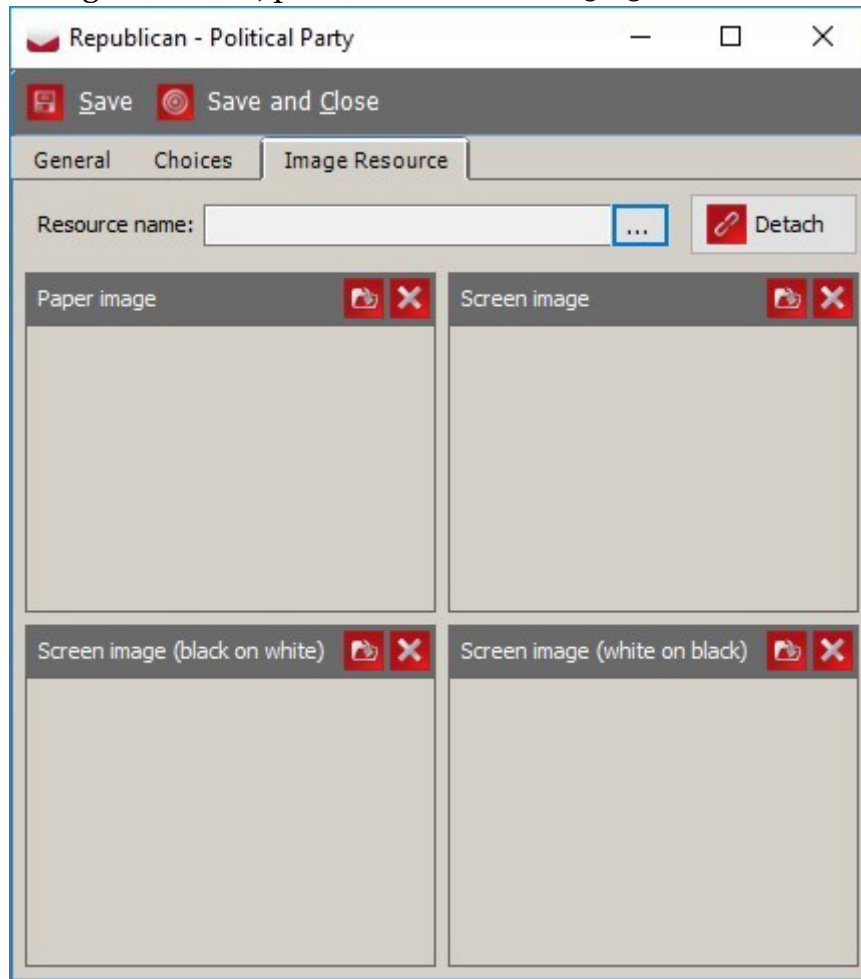 Republican - Political Party
Save Save and Close
General Choices Image Resource
Resource name: ... Detach
Paper image Screen image
Screen image (black on white) Screen image (white on black)